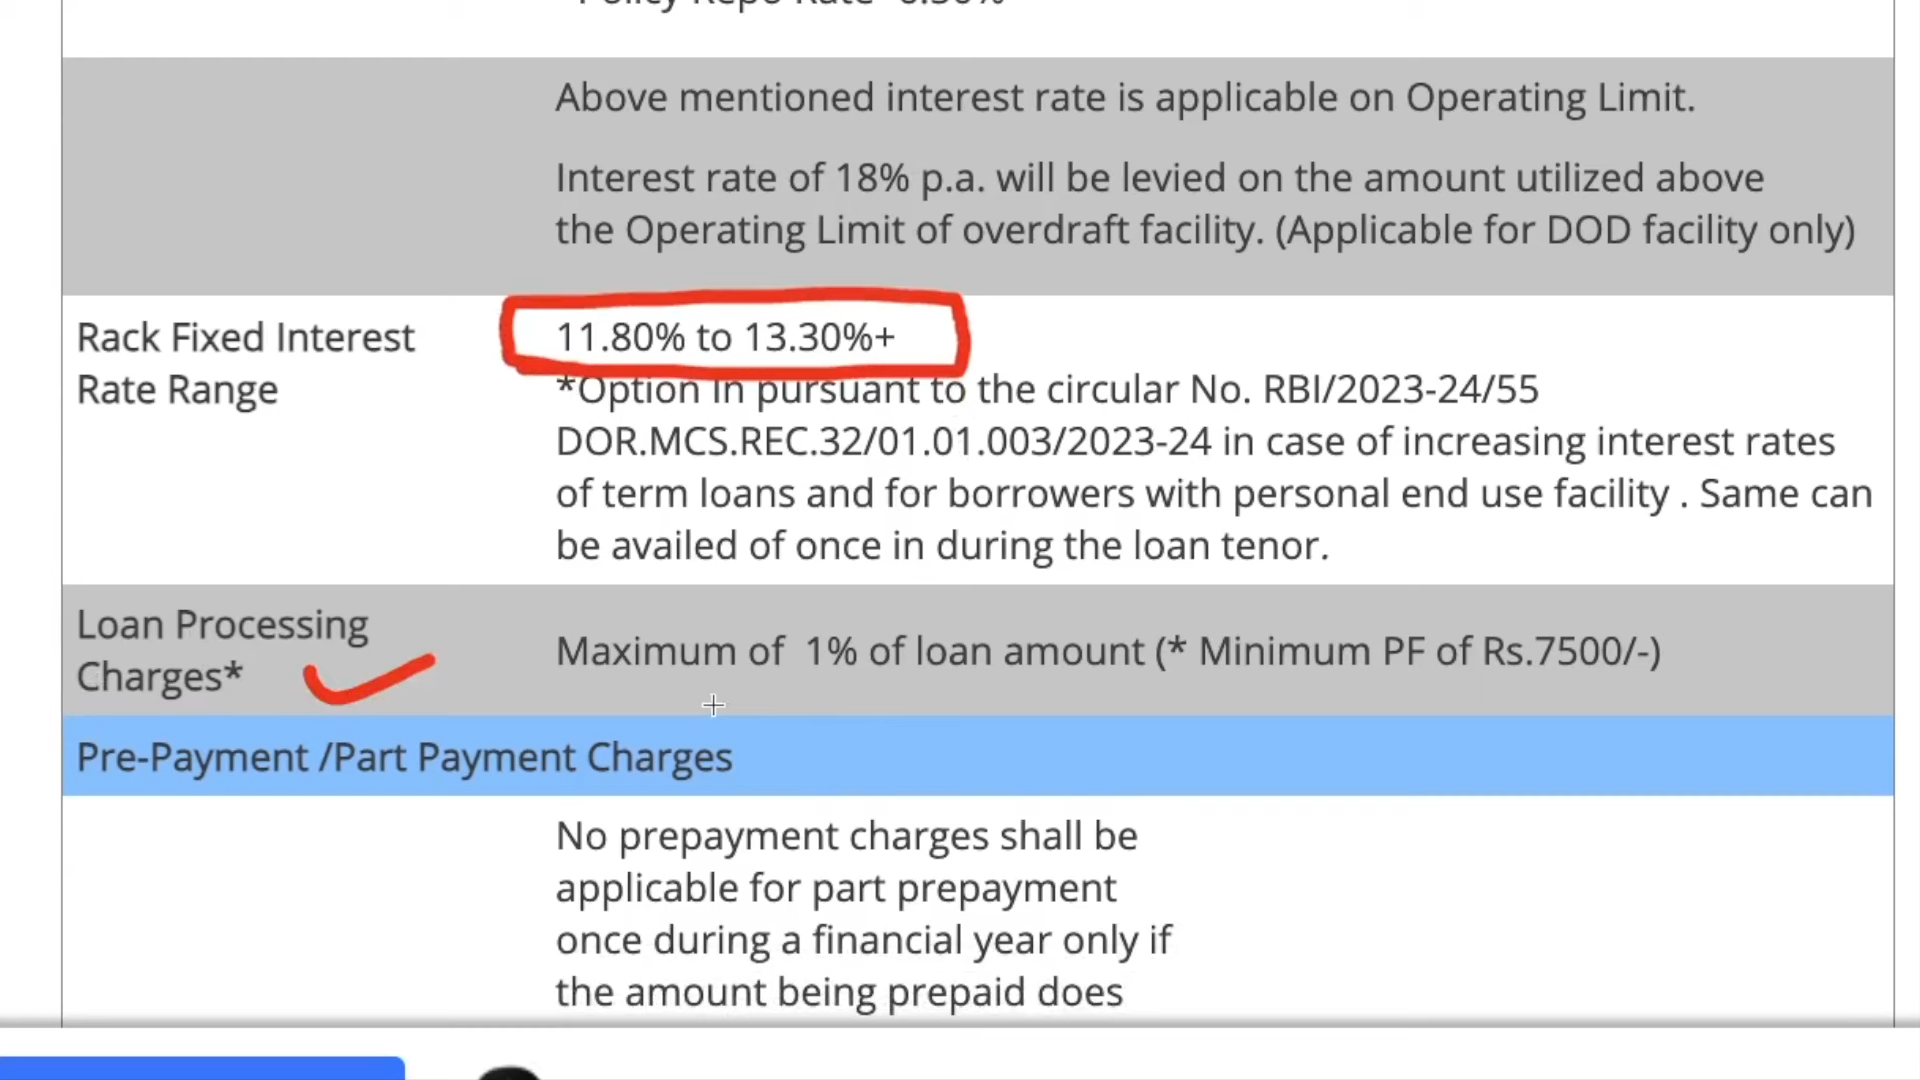 Policy Repo Rate
Above mentioned interest rate is applicable on Operating Limit.
Interest rate of 18% p.a. will be levied on the amount utilized above
the Operating Limit of overdraft facility. (Applicable for DOD facility only)
Rack Fixed Interest
Rate Range
11.80% to 13.30%+
*Option in pursuant to the circular No. RBI/2023-24/55
DOR.MCS.REC.32/01.01.003/2023-24 in case of increasing interest rates
of term loans and for borrowers with personal end use facility . Same can
be availed of once in during the loan tenor.
Loan Processing
Charges*
Maximum of 1% of loan amount (* Minimum PF of Rs.7500/-)
Pre-Payment /Part Payment Charges
No prepayment charges shall be
applicable for part prepayment
once during a financial year only if
the amount being prepaid does